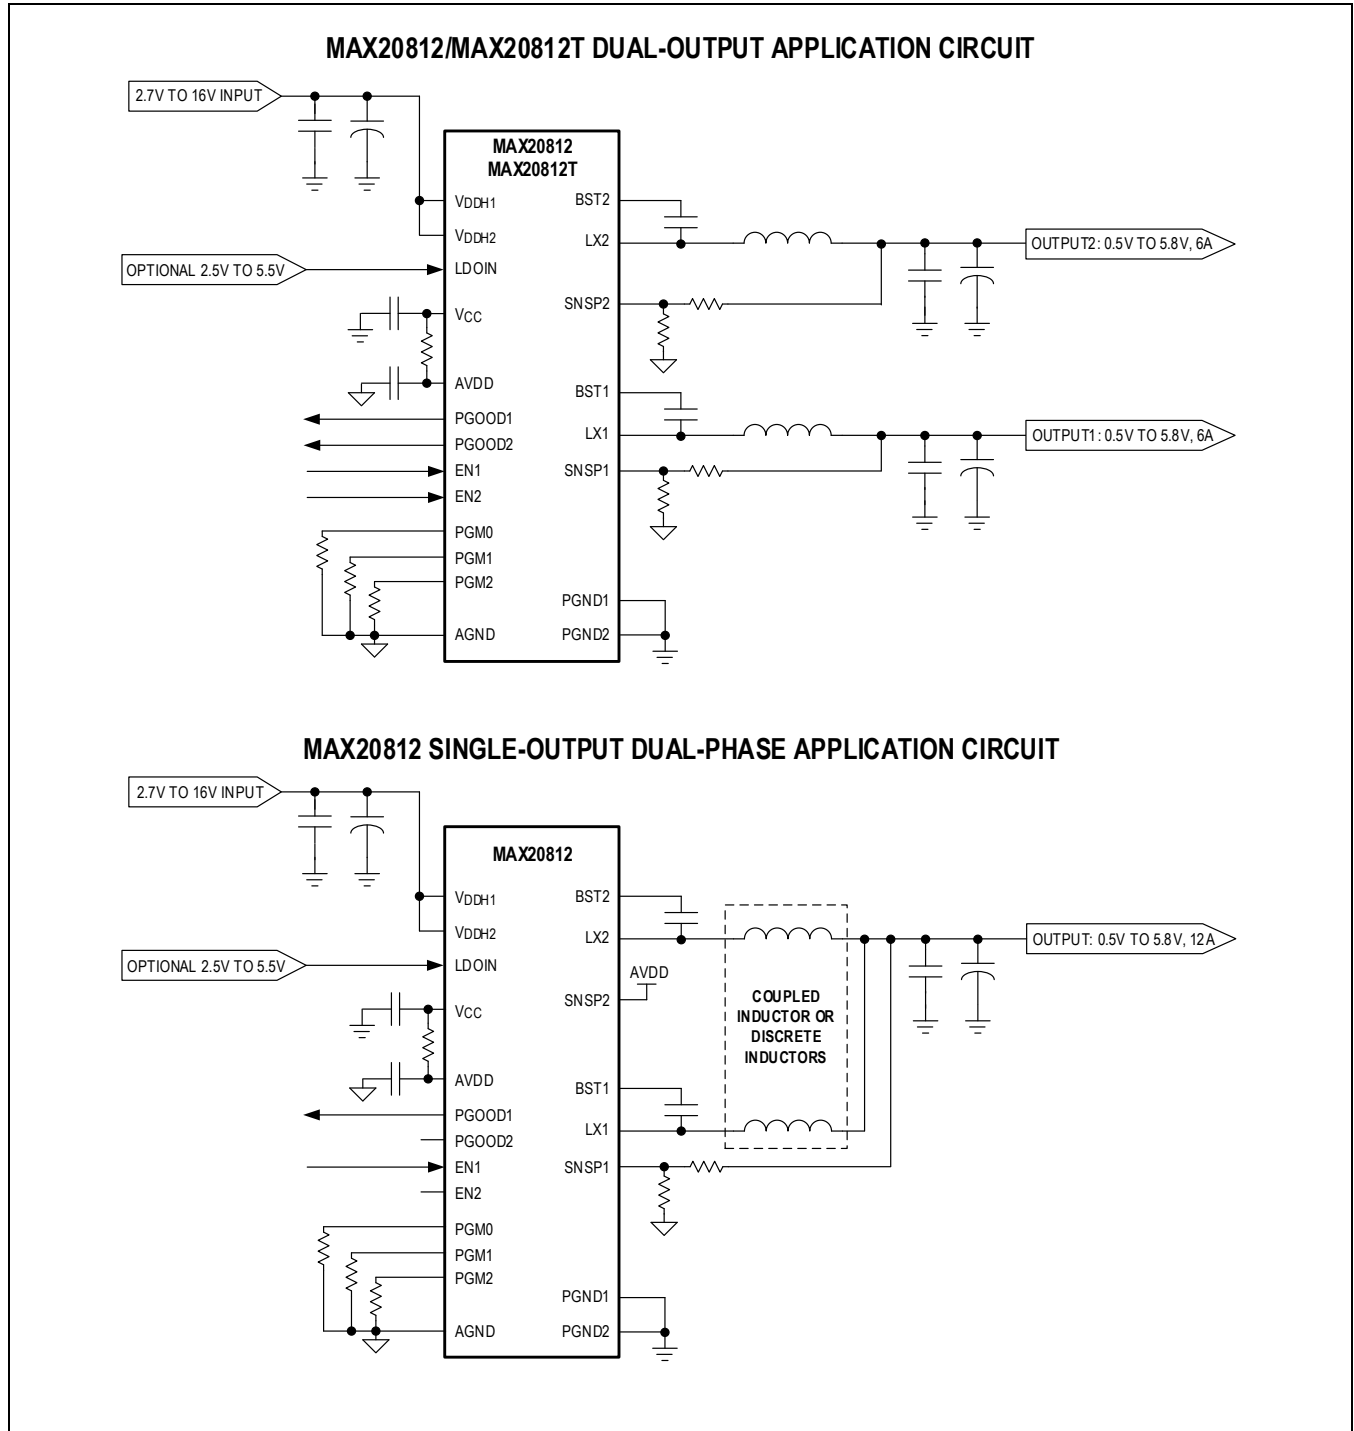 MAX20812/MAX20812T DUAL-OUTPUT APPLICATION CIRCUIT
2.7V TO 16V INPUT
MAX20812
MAX20812T
VDDH1
BST2
VDDH2
LX2
OUTPUT2: 0.5V TO 5.8V, 6A
OPTIONAL 2.5V TO 5.5V
LDOIN
SNSP2
VCC
AVDD
BST1
PGOOD1
LX1
OUTPUT1: 0.5V TO 5.8V, 6A
PGOOD2
EN1
SNSP1
EN2
PGM0
PGM1
PGM2
PGND1
AGND
PGND2
MAX20812 SINGLE-OUTPUT DUAL-PHASE APPLICATION CIRCUIT
2.7V TO 16V INPUT
MAX20812
VDDH1
BST2
VDDH2
LX2
OUTPUT: 0.5V TO 5.8V, 12A
OPTIONAL 2.5V TO 5.5V
LDOIN
AVDD
SNSP2
COUPLED
INDUCTOR OR
DISCRETE
INDUCTORS
VCC
AVDD
BST1
PGOOD1
LX1
PGOOD2
EN1
SNSP1
EN2
PGM0
PGM1
PGM2
PGND1
AGND
PGND2